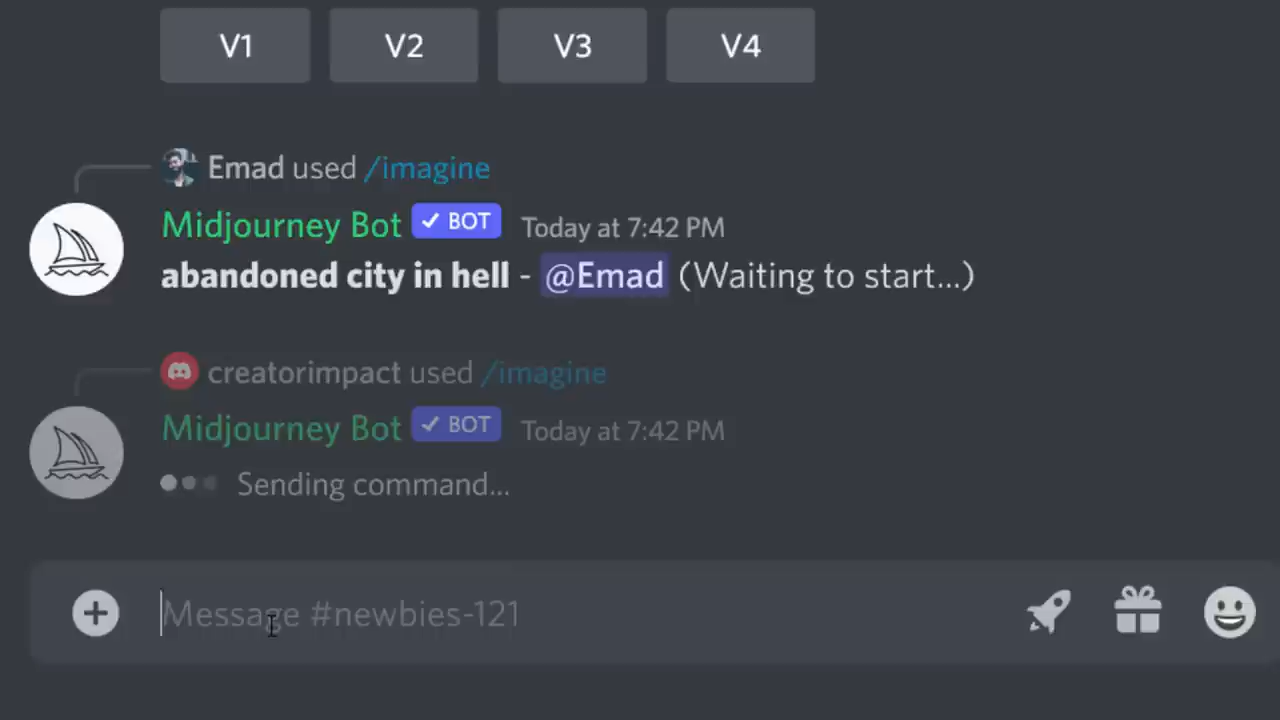 V1 V2 V3 V4
Emad used /imagine
Midjourney Bot ✓ BOT Today at 7:42 PM
abandoned city in hell - @Emad (Waiting to start...)
creatorimpact used /imagine
Midjourney Bot ✓ BOT Today at 7:42 PM
Sending command...
Message #newbies-121